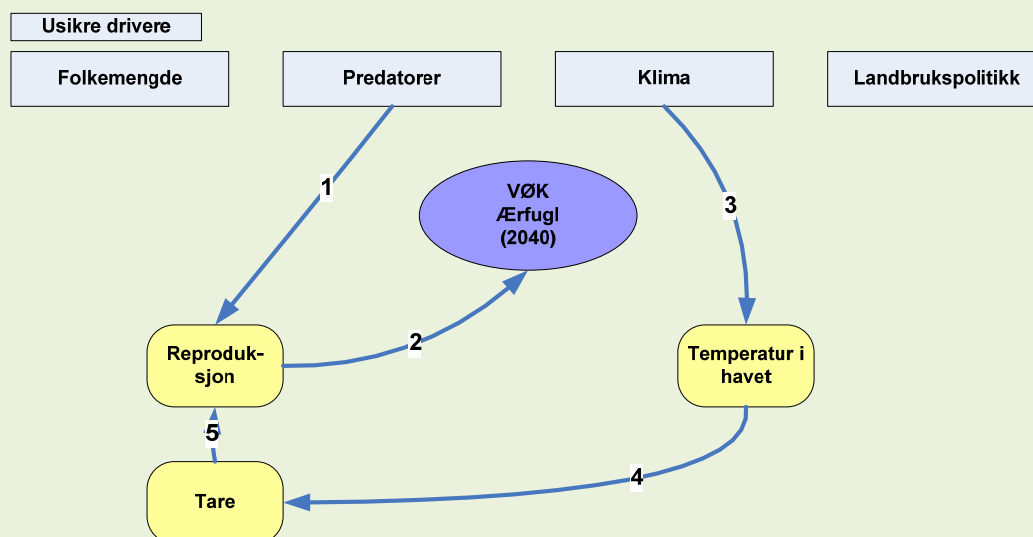 Usikre drivere
Folkemengde
Predatorer
Klima
Landbrukspolitikk
1
VØK
Ærfugl
(2040)
3
2
Reproduk-
sjon
Temperatur i
havet
5
4
Tare